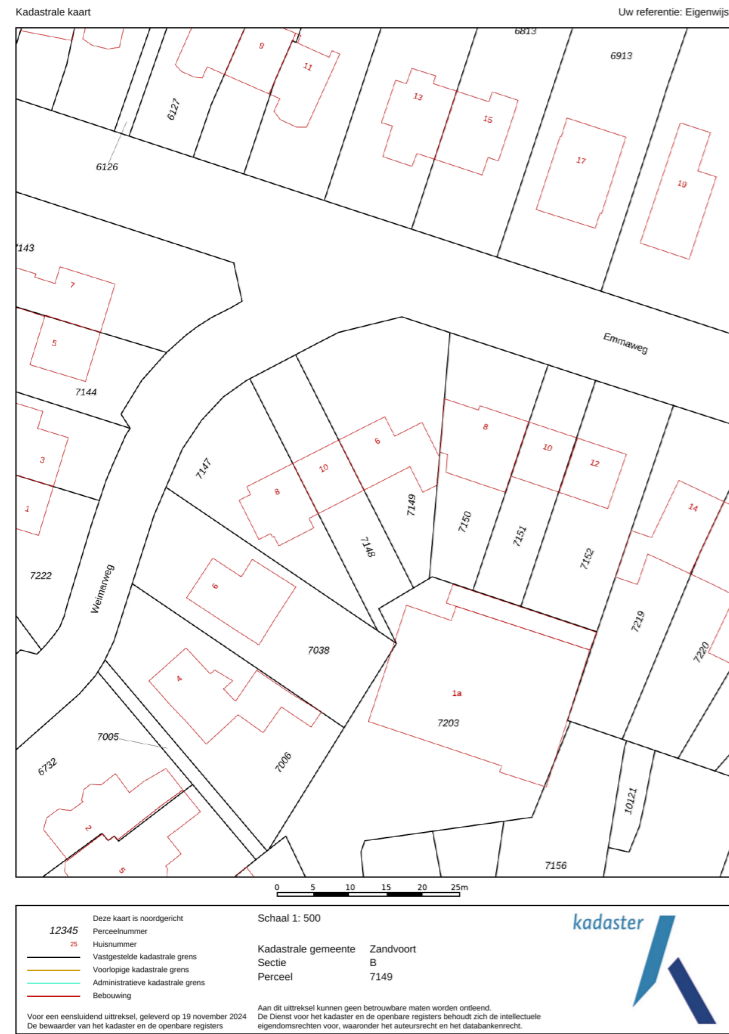 Kadastrale kaart
Uw referentie: Eigenwijs
6813
6913
9
11
13
15
17
19
6127
6126
7143
7
5
7144
Emmaweg
3
1
7222
7147
8
10
6
7149
7148
8
10
12
14
7150
7151
7152
7219
7220
Weimarweg
6
7038
4
7005
7006
6732
2
5
1a
7203
10121
7156
0 5 10 15 20 25m
Deze kaart is noordgericht
12345 Perceelnummer
25 Huisnummer
Vastgestelde kadastrale grens
Voorlopige kadastrale grens
Administratieve kadastrale grens
Bebouwing
Voor een eensluidend uittreksel, geleverd op 19 november 2024
De bewaarder van het kadaster en de openbare registers
Schaal 1: 500
Kadastrale gemeente Zandvoort
Sectie B
Perceel 7149
Aan dit uittreksel kunnen geen betrouwbare maten worden ontleend.
De Dienst voor het kadaster en de openbare registers behoudt zich de intellectuele
eigendomsrechten voor, waaronder het auteursrecht en het databankenrecht.
kadaster